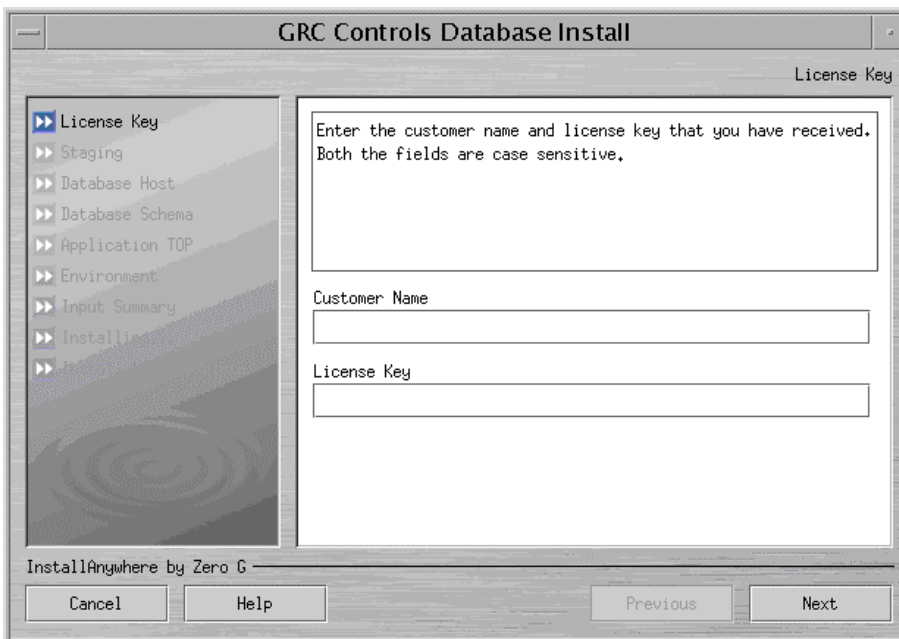 GRC Controls Database Install
License Key
License Key
Staging
Database Host
Database Schema
Application TOP
Environment
Input Summary
Enter the customer name and license key that you have received.
Both the fields are case sensitive.
Customer Name
License Key
InstallAnywhere by Zero G
Cancel
Help
Previous
Next